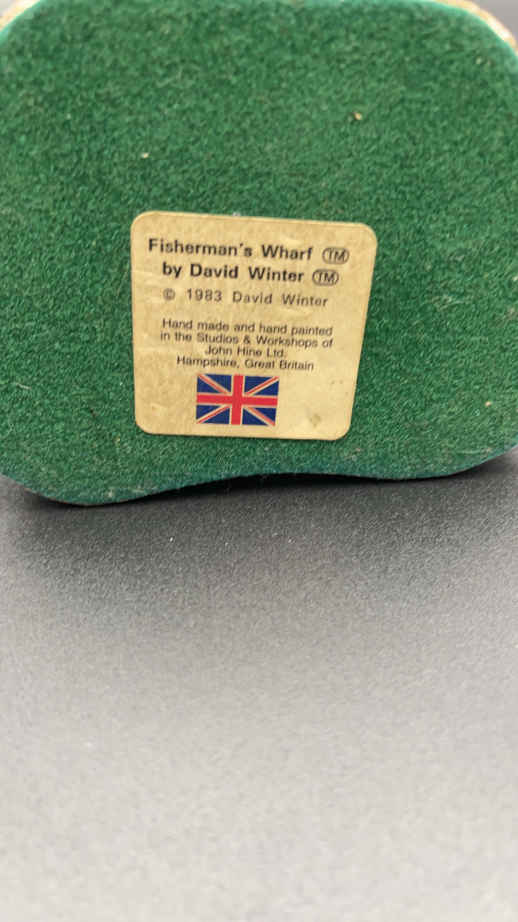 Fisherman's Wharf TM
by David Winter TM
© 1983 David Winter
Hand made and hand painted
in the Studios & Workshops of
John Hine Ltd.
Hampshire, Great Britain